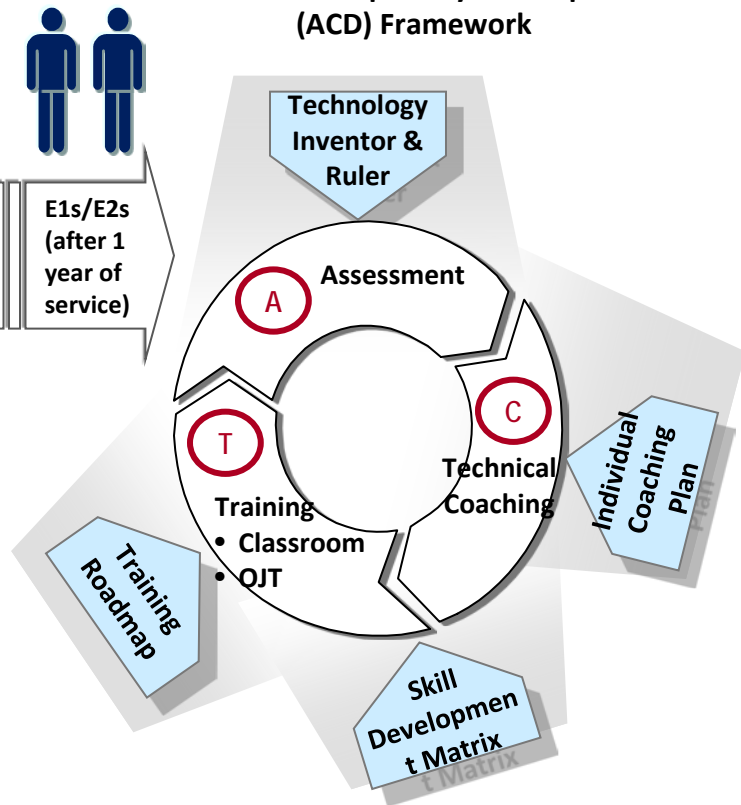 (ACD) Framework
Technology
Inventor &
Ruler
E1s/E2s
(after 1
year of
service)
Assessment
A
C
Technical
Coaching
Individual
Coaching
Plan
T
Training
• Classroom
• OJT
Training
Roadmap
Skill
Developmen
t Matrix